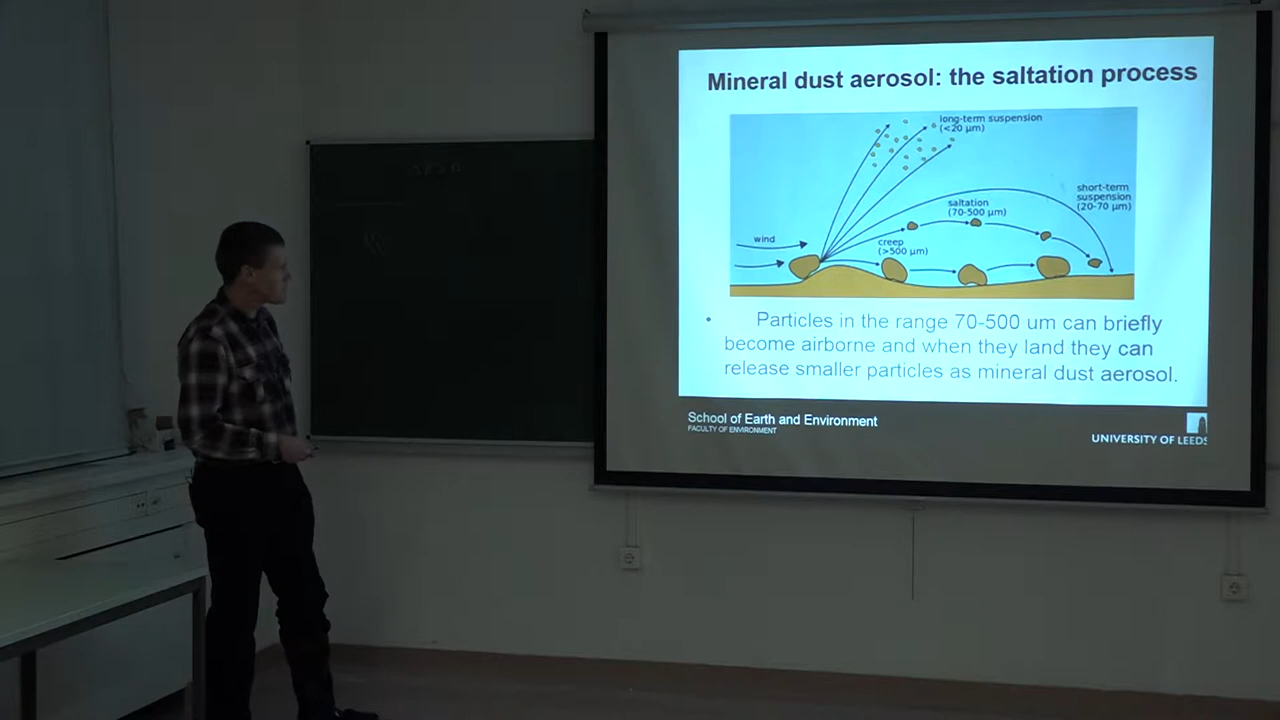 Mineral dust aerosol: the saltation process
long-term suspension
(<20 µm)
short-term
suspension
(20-70 µm)
saltation
(70-500 µm)
wind
creep
(>500 µm)
• Particles in the range 70-500 um can briefly
become airborne and when they land they can
release smaller particles as mineral dust aerosol.
School of Earth and Environment
FACULTY OF ENVIRONMENT
UNIVERSITY OF LEEDS